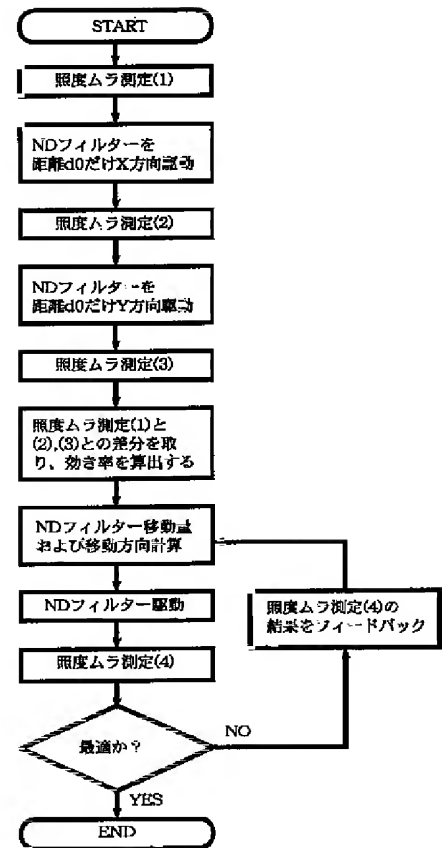 START
照度ムラ測定(1)
NDフィルターを
距離d0だけX方向駆動
照度ムラ測定(2)
NDフィルターを
距離d0だけY方向駆動
照度ムラ測定(3)
照度ムラ測定(1)と
(2),(3)との差分を取
り、効き率を算出する
NDフィルター移動量
および移動方向計算
NDフィルター駆動
照度ムラ測定(4)の
結果をフィードバック
照度ムラ測定(4)
最適か？
NO
YES
END